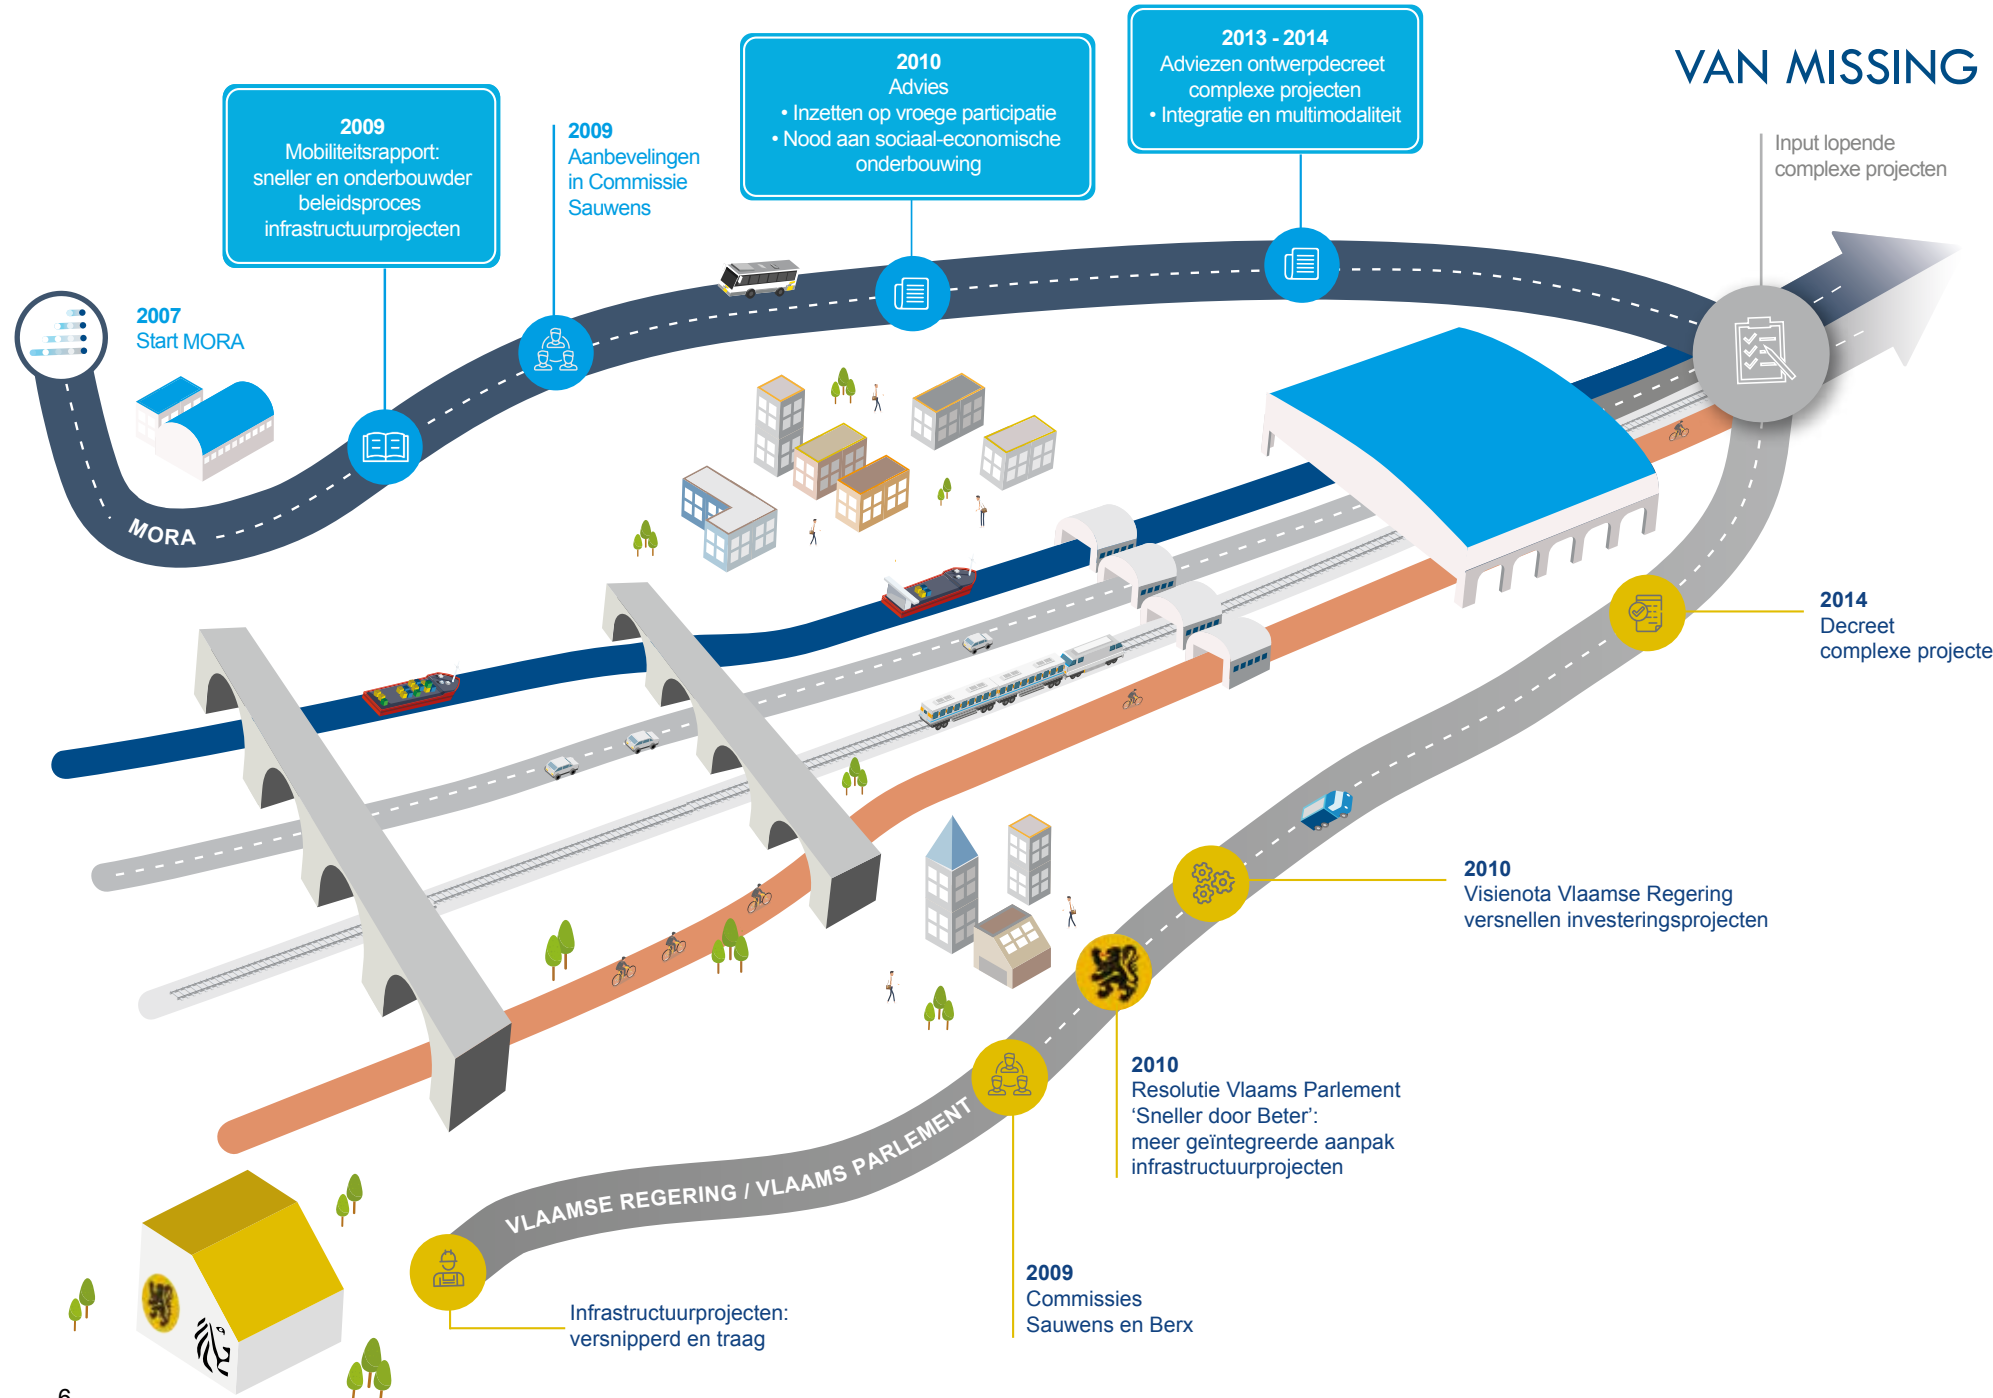 VAN MISSING
2009
Mobiliteitsrapport:
sneller en onderbouwder
beleidsproces
infrastructuurprojecten
2009
Aanbevelingen
in Commissie
Sauwens
2010
Advies
• Inzetten op vroege participatie
• Nood aan sociaal-economische
onderbouwing
2013 - 2014
Adviezen ontwerpdecreet
complexe projecten
• Integratie en multimodaliteit
Input lopende
complexe projecten
2007
Start MORA
MORA
2014
Decreet
complexe projecte
2010
Visienota Vlaamse Regering
versnellen investeringsprojecten
2010
Resolutie Vlaams Parlement
‘Sneller door Beter’:
meer geïntegreerde aanpak
infrastructuurprojecten
VLAAMSE REGERING / VLAAMS PARLEMENT
2009
Commissies
Sauwens en Berx
Infrastructuurprojecten:
versnipperd en traag
6